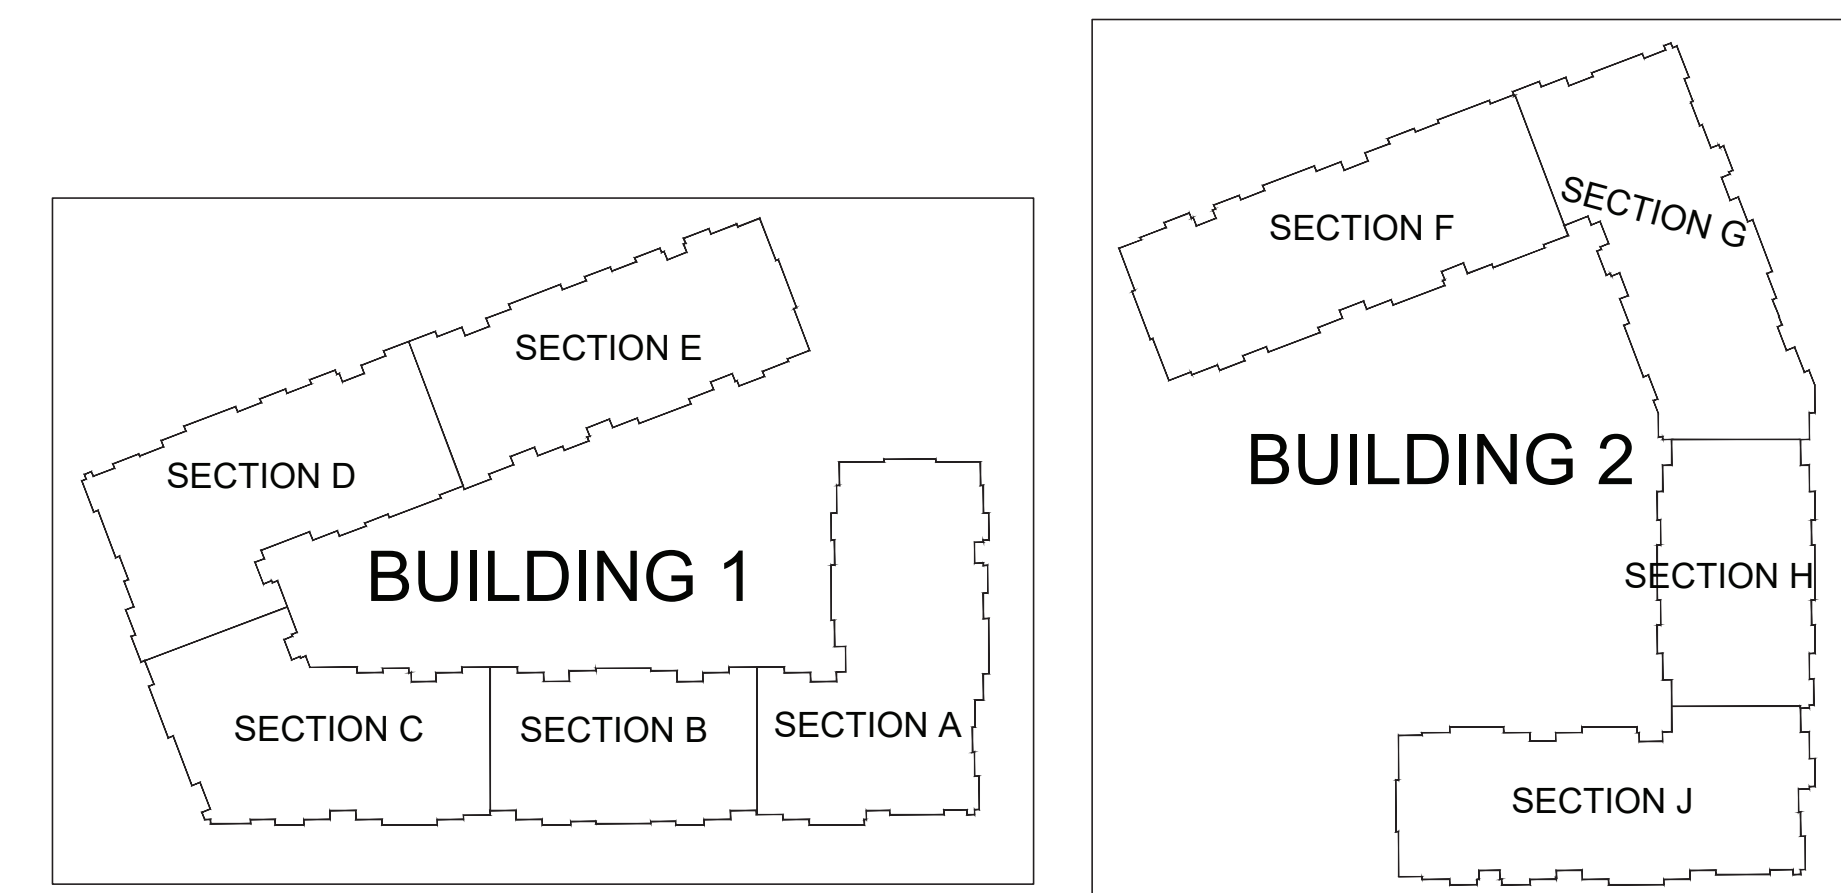 SECTION E
SECTION D
BUILDING 1
SECTION C
SECTION B
SECTION A
SECTION F
SECTION G
BUILDING 2
SECTION H
SECTION J